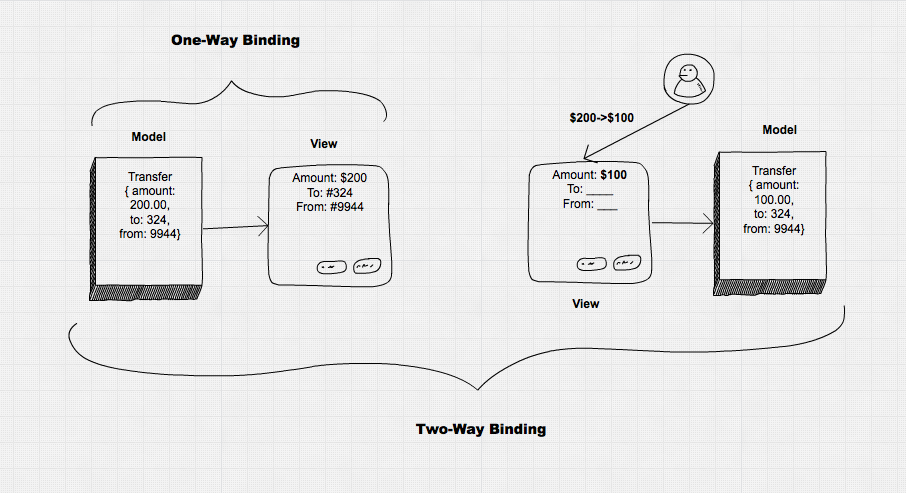 One-Way Binding
Model
View
Transfer
{ amount:
200.00,
to: 324,
from: 9944}
Amount: $200
To: #324
From: #9944
$200->$100
Amount: $100
To: ____
From: ___
View
Model
Transfer
{ amount:
100.00,
to: 324,
from: 9944}
Two-Way Binding